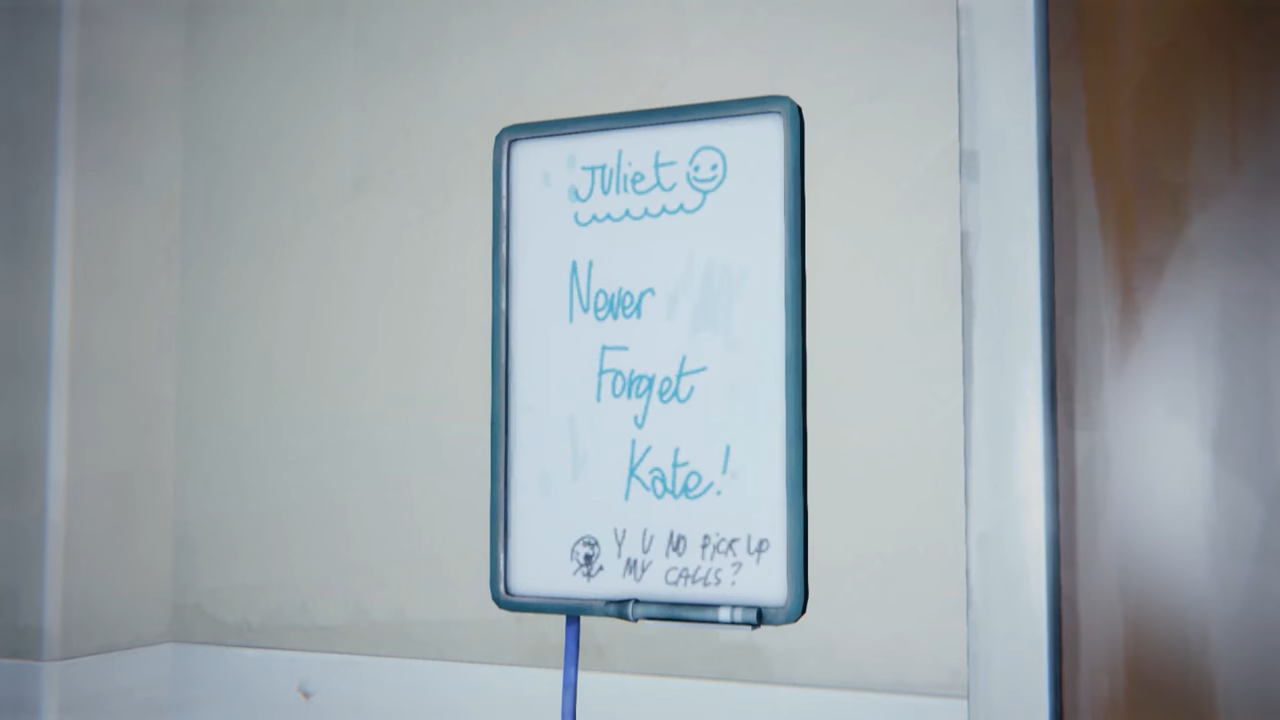 Juliet
Never
Forget
Kate!
Y U NO PICK UP
MY CALLS?